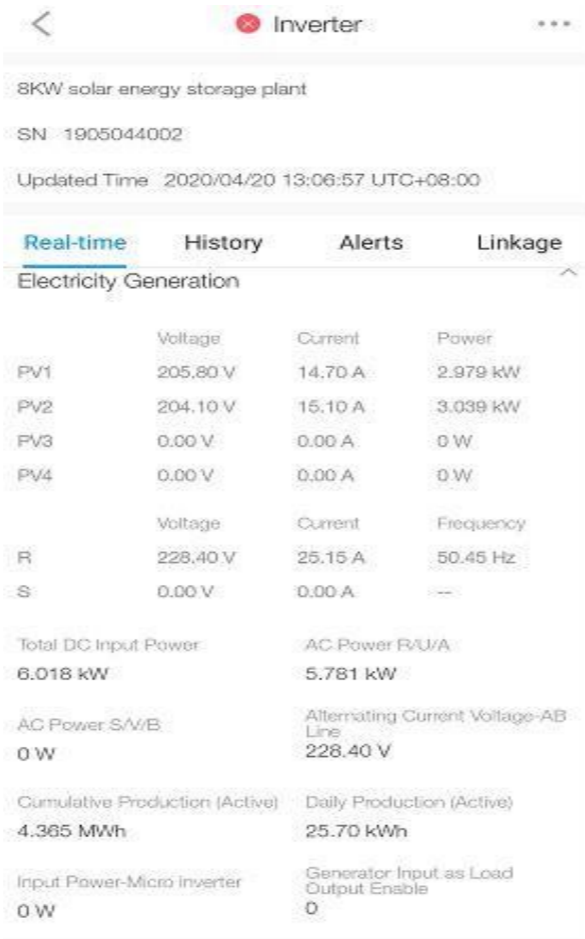 Inverter
8KW solar energy storage plant
SN 1905044002
Updated Time 2020/04/20 13:06:57 UTC+08:00
Real-time History Alerts Linkage
Electricity Generation
Voltage Current Power
PV1 205.80 V 14.70 A 2.979 kW
PV2 204.10 V 15.10 A 3.039 kW
PV3 0.00 V 0.00 A 0 W
PV4 0.00 V 0.00 A 0 W
Voltage Current Frequency
R 228.40 V 25.15 A 50.45 Hz
S 0.00 V 0.00 A --
Total DC Input Power AC Power R/U/A
6.018 kW 5.781 kW
AC Power S/V/B Alternating Current Voltage-AB
Line
0 W 228.40 V
Cumulative Production (Active) Daily Production (Active)
4.365 MWh 25.70 kWh
Input Power-Micro inverter Generator Input as Load
Output Enable
0 W 0